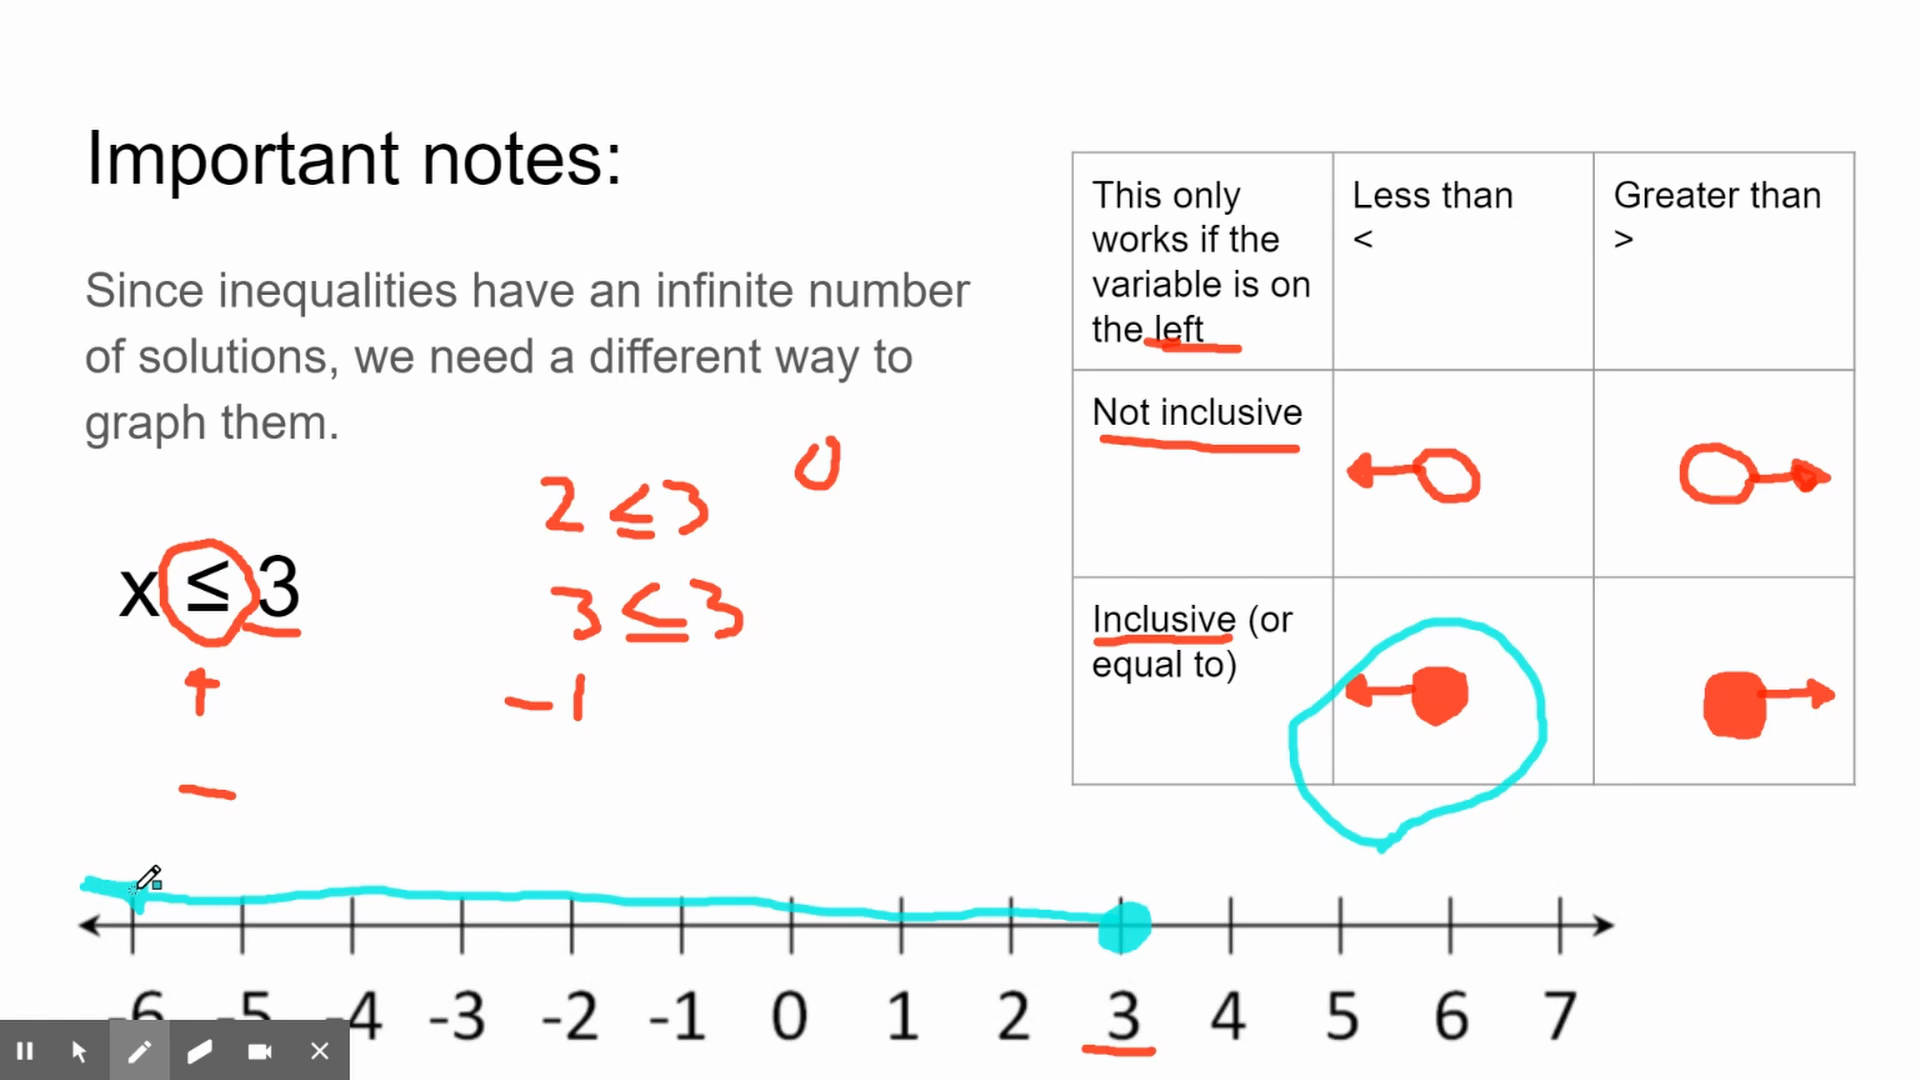 Important notes:
Since inequalities have an infinite number
of solutions, we need a different way to
graph them.
x ≤ 3
+
−
2 ≤ 3
0
3 ≤ 3
-1
This only
works if the
variable is on
the left
Less than
<
Greater than
>
Not inclusive
Inclusive (or
equal to)
-6 -5 -4 -3 -2 -1 0 1 2 3 4 5 6 7